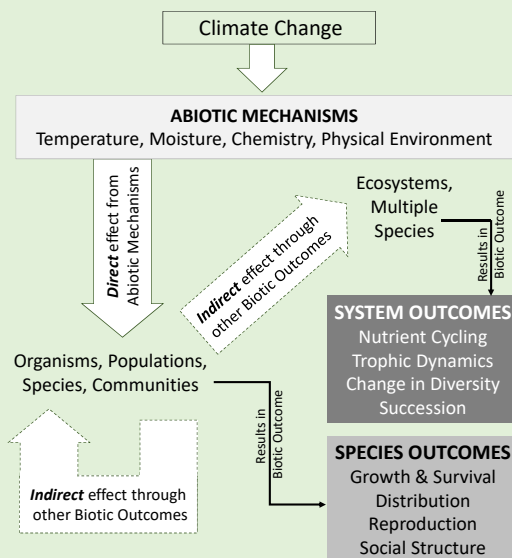 Climate Change
ABIOTIC MECHANISMS
Temperature, Moisture, Chemistry, Physical Environment
Direct effect from
Abiotic Mechanisms
Indirect effect through
other Biotic Outcomes
Ecosystems,
Multiple
Species
Results in
Biotic Outcome
SYSTEM OUTCOMES
Nutrient Cycling
Trophic Dynamics
Change in Diversity
Succession
Organisms, Populations,
Species, Communities
Results in
Biotic Outcome
Indirect effect through
other Biotic Outcomes
SPECIES OUTCOMES
Growth & Survival
Distribution
Reproduction
Social Structure